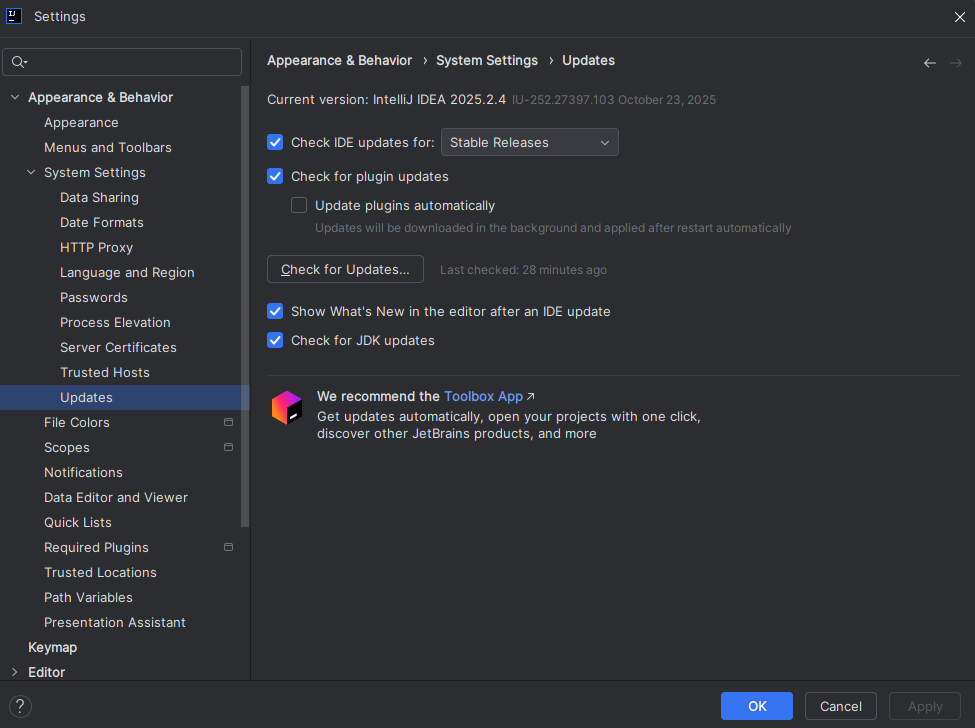 Settings
Appearance & Behavior
Appearance
Menus and Toolbars
System Settings
Data Sharing
Date Formats
HTTP Proxy
Language and Region
Passwords
Process Elevation
Server Certificates
Trusted Hosts
Updates
File Colors
Scopes
Notifications
Data Editor and Viewer
Quick Lists
Required Plugins
Trusted Locations
Path Variables
Presentation Assistant
Keymap
Editor
Appearance & Behavior › System Settings › Updates
Current version: IntelliJ IDEA 2025.2.4 IU-252.27397.103 October 23, 2025
Check IDE updates for: Stable Releases
Check for plugin updates
Update plugins automatically
Updates will be downloaded in the background and applied after restart automatically
Check for Updates... Last checked: 28 minutes ago
Show What's New in the editor after an IDE update
Check for JDK updates
We recommend the Toolbox App ↗
Get updates automatically, open your projects with one click,
discover other JetBrains products, and more
? OK Cancel Apply